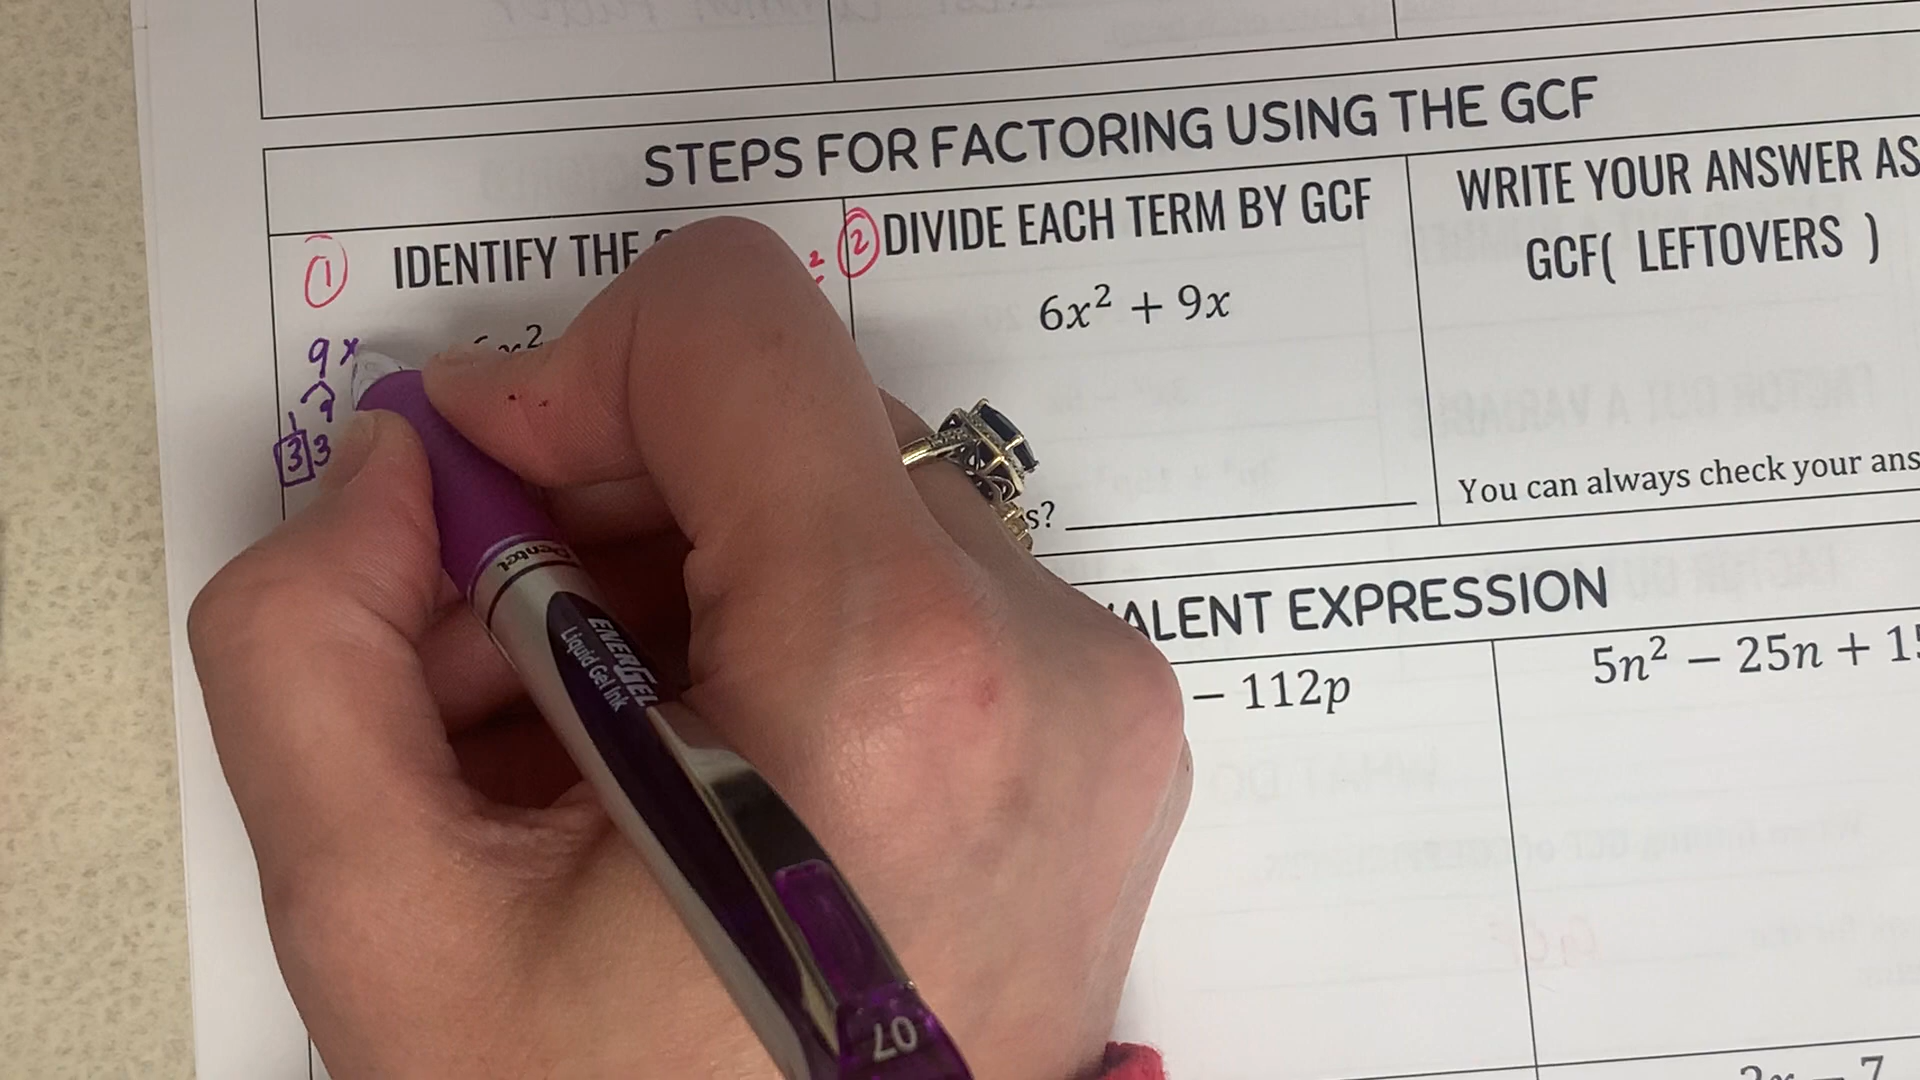 STEPS FOR FACTORING USING THE GCF
① IDENTIFY THE
② DIVIDE EACH TERM BY GCF
6x² + 9x
WRITE YOUR ANSWER AS
GCF( LEFTOVERS )
9x
1 9
3 3
s?
You can always check your ans
ALENT EXPRESSION
– 112p
5n² – 25n + 1
Pentel
ENERGEL
Liquid Gel Ink
07